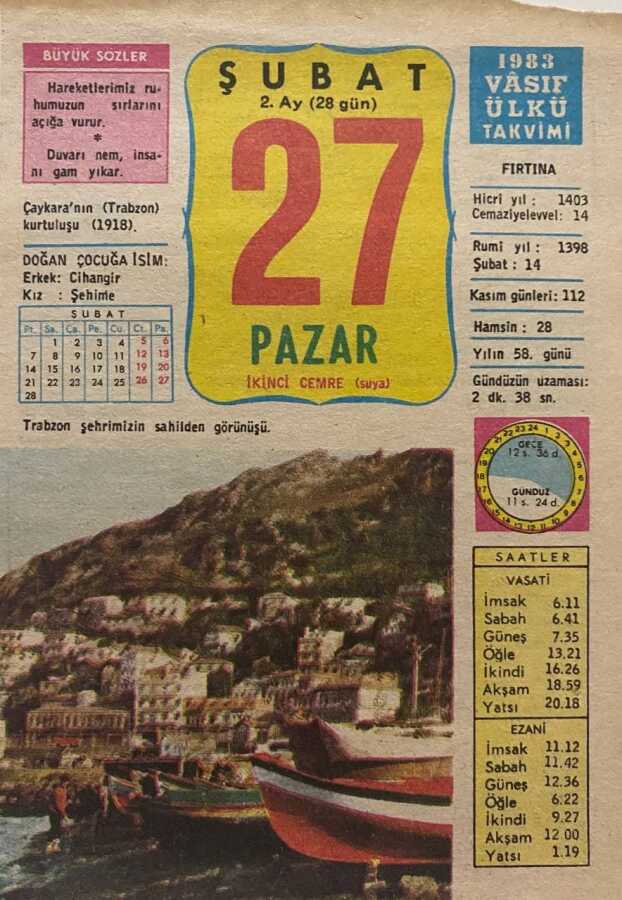 BÜYÜK SÖZLER
Hareketlerimiz ru-
humuzun sırlarını
açığa vurur.
*
Duvarı nem, insa-
nı gam yıkar.
Çaykara'nın (Trabzon)
kurtuluşu (1918).
DOĞAN ÇOCUĞA İSİM:
Erkek: Cihangir
Kız : Şehime
ŞUBAT
Pt. Sa. Ça. Pe. Cu. Ct. Pa.
1 2 3 4 5 6
7 8 9 10 11 12 13
14 15 16 17 18 19 20
21 22 23 24 25 26 27
28
ŞUBAT
2. Ay (28 gün)
27
PAZAR
İKİNCİ CEMRE (suya)
1983
VÂSIF
ÜLKÜ
TAKVİMİ
FIRTINA
Hicrî yıl : 1403
Cemaziyelevvel: 14
Rumî yıl : 1398
Şubat : 14
Kasım günleri: 112
Hamsin : 28
Yılın 58. günü
Gündüzün uzaması:
2 dk. 38 sn.
Trabzon şehrimizin sahilden görünüşü.
GECE
12 s. 36 d.
GÜNDÜZ
11 s. 24 d.
SAATLER
VASATİ
İmsak 6.11
Sabah 6.41
Güneş 7.35
Öğle 13.21
İkindi 16.26
Akşam 18.59
Yatsı 20.18
EZANİ
İmsak 11.12
Sabah 11.42
Güneş 12.36
Öğle 6.22
İkindi 9.27
Akşam 12 00
Yatsı 1.19